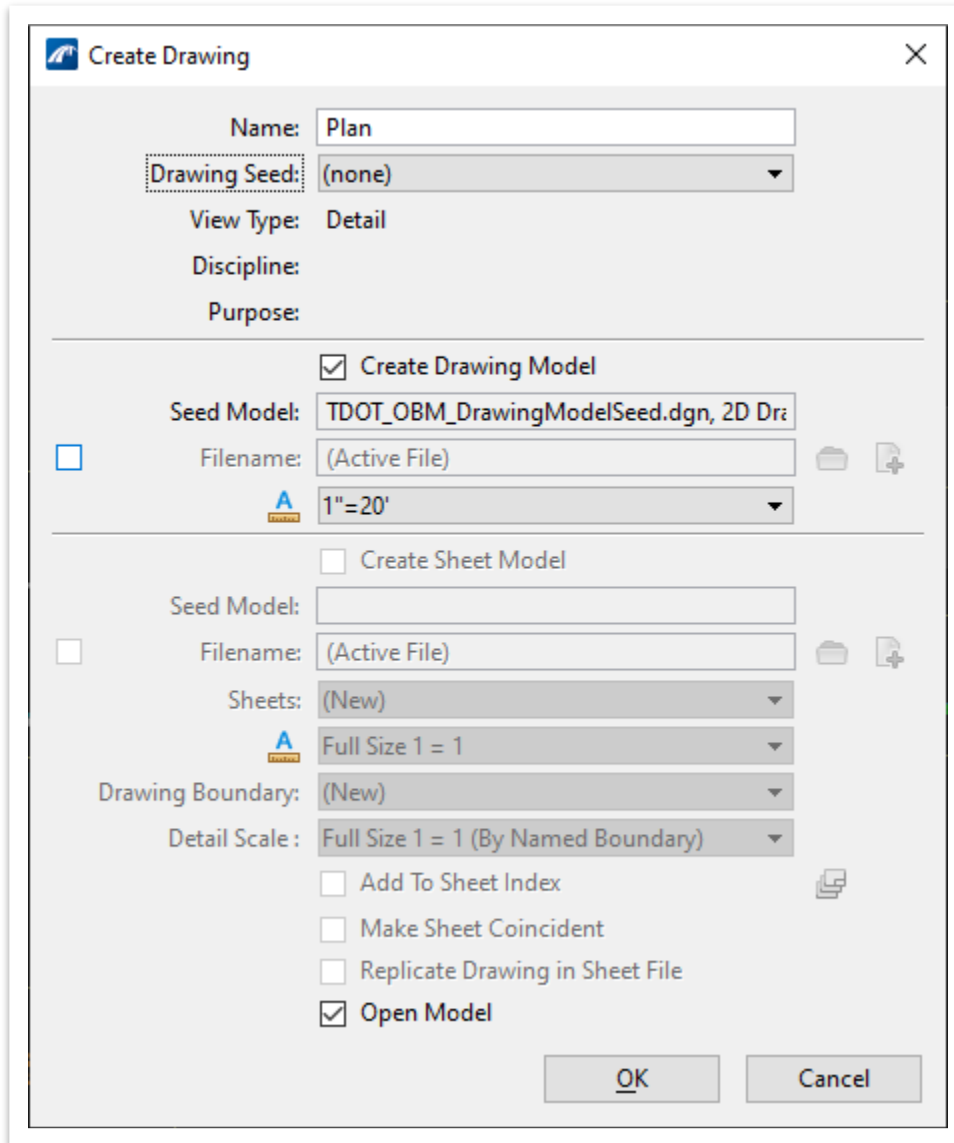 Create Drawing
Name: Plan
Drawing Seed: (none)
View Type: Detail
Discipline:
Purpose:
Create Drawing Model
Seed Model: TDOT_OBM_DrawingModelSeed.dgn, 2D Dra
Filename: (Active File)
A 1"=20'
Create Sheet Model
Seed Model:
Filename: (Active File)
Sheets: (New)
A Full Size 1 = 1
Drawing Boundary: (New)
Detail Scale : Full Size 1 = 1 (By Named Boundary)
Add To Sheet Index
Make Sheet Coincident
Replicate Drawing in Sheet File
Open Model
OK Cancel